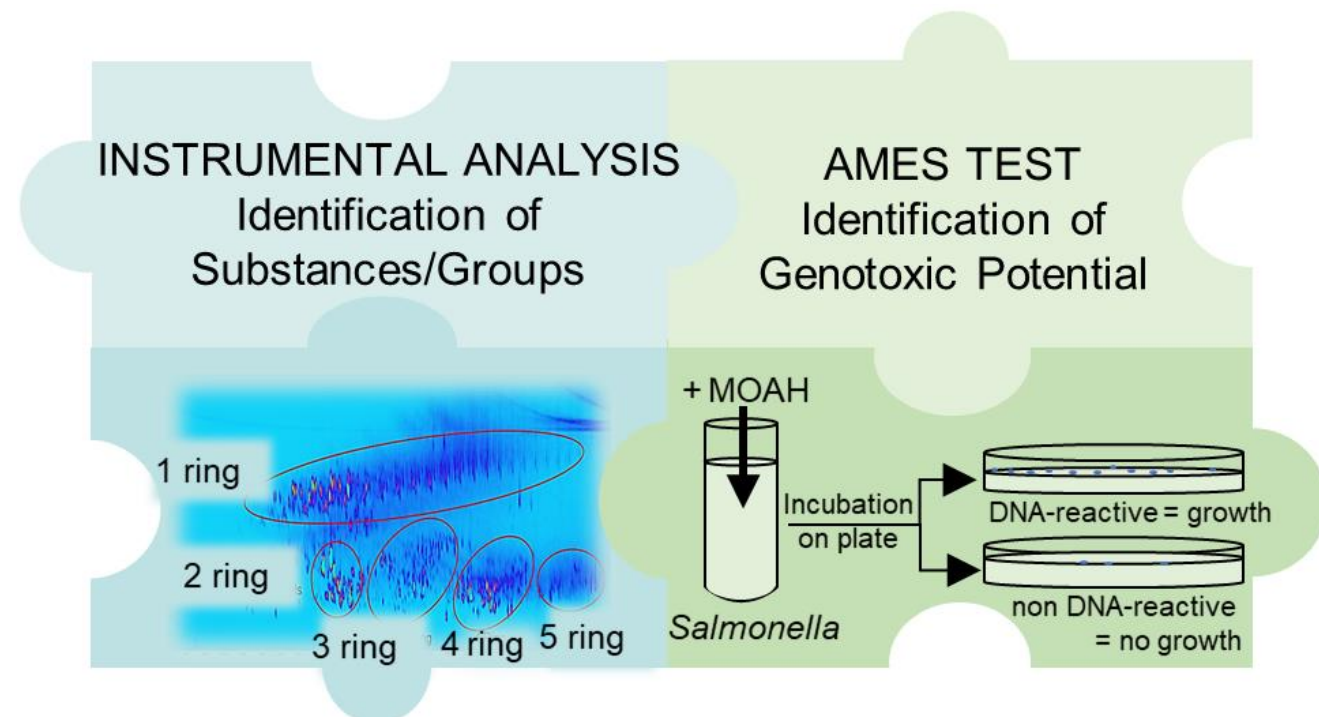 INSTRUMENTAL ANALYSIS
Identification of
Substances/Groups
AMES TEST
Identification of
Genotoxic Potential
1 ring
2 ring
3 ring
4 ring
5 ring
+ MOAH
Salmonella
Incubation
on plate
DNA-reactive = growth
non DNA-reactive
= no growth